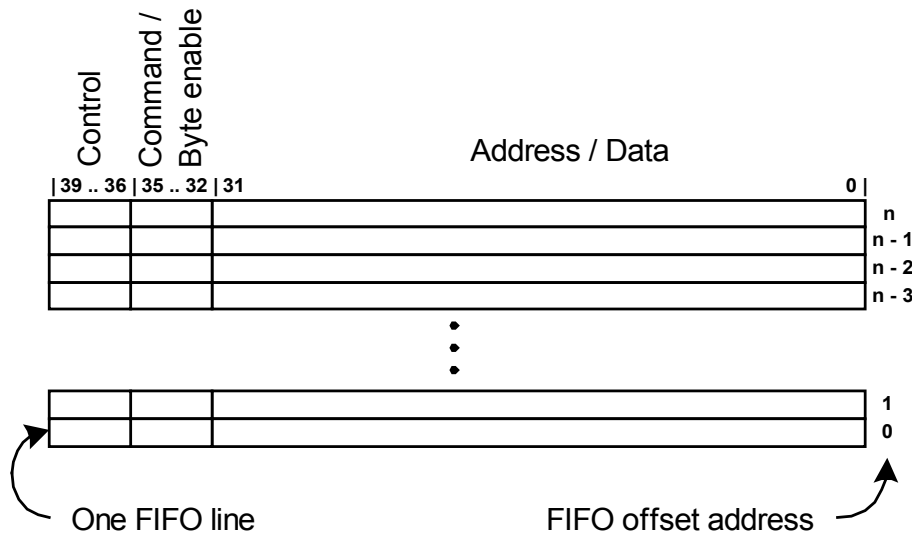 Control
Command /
Byte enable
Address / Data
| 39 .. 36 | 35 .. 32 | 31 0 |
n
n - 1
n - 2
n - 3
1
0
One FIFO line
FIFO offset address